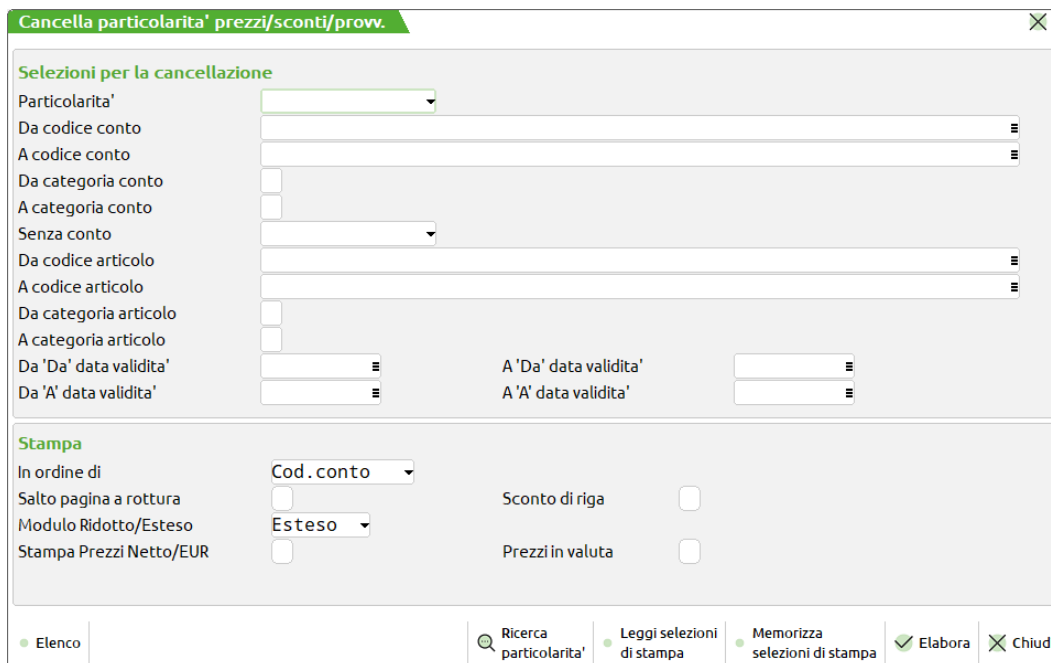 Cancella particolarita' prezzi/sconti/provv.
Selezioni per la cancellazione
Particolarita'
Da codice conto
A codice conto
Da categoria conto
A categoria conto
Senza conto
Da codice articolo
A codice articolo
Da categoria articolo
A categoria articolo
Da 'Da' data validita' A 'Da' data validita'
Da 'A' data validita' A 'A' data validita'
Stampa
In ordine di Cod.conto
Salto pagina a rottura Sconto di riga
Modulo Ridotto/Esteso Esteso
Stampa Prezzi Netto/EUR Prezzi in valuta
Elenco Ricerca particolarita' Leggi selezioni di stampa Memorizza selezioni di stampa Elabora Chiud